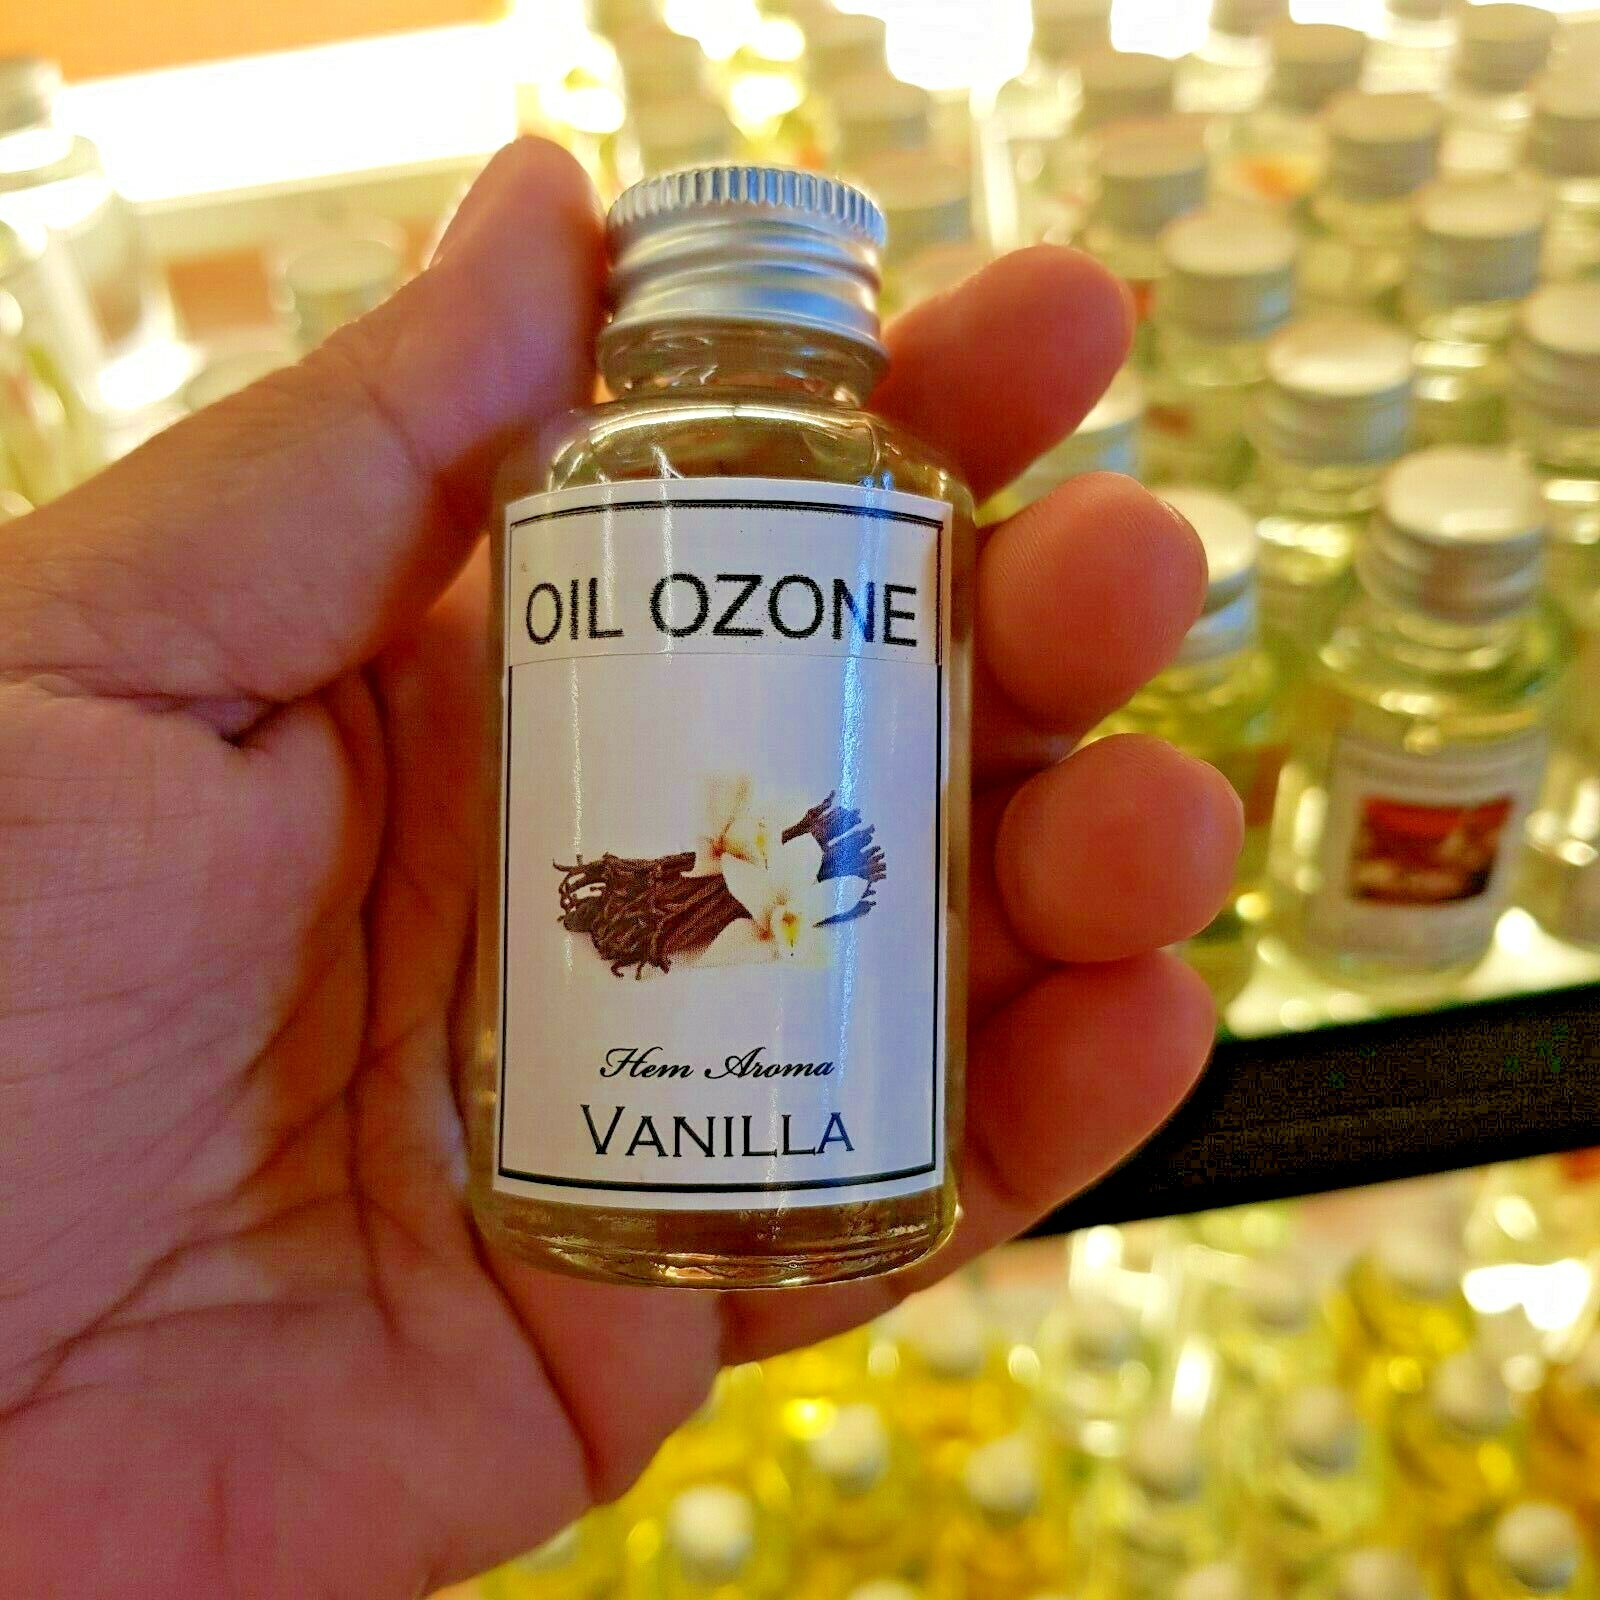 OIL OZONE
Hem Aroma
VANILLA